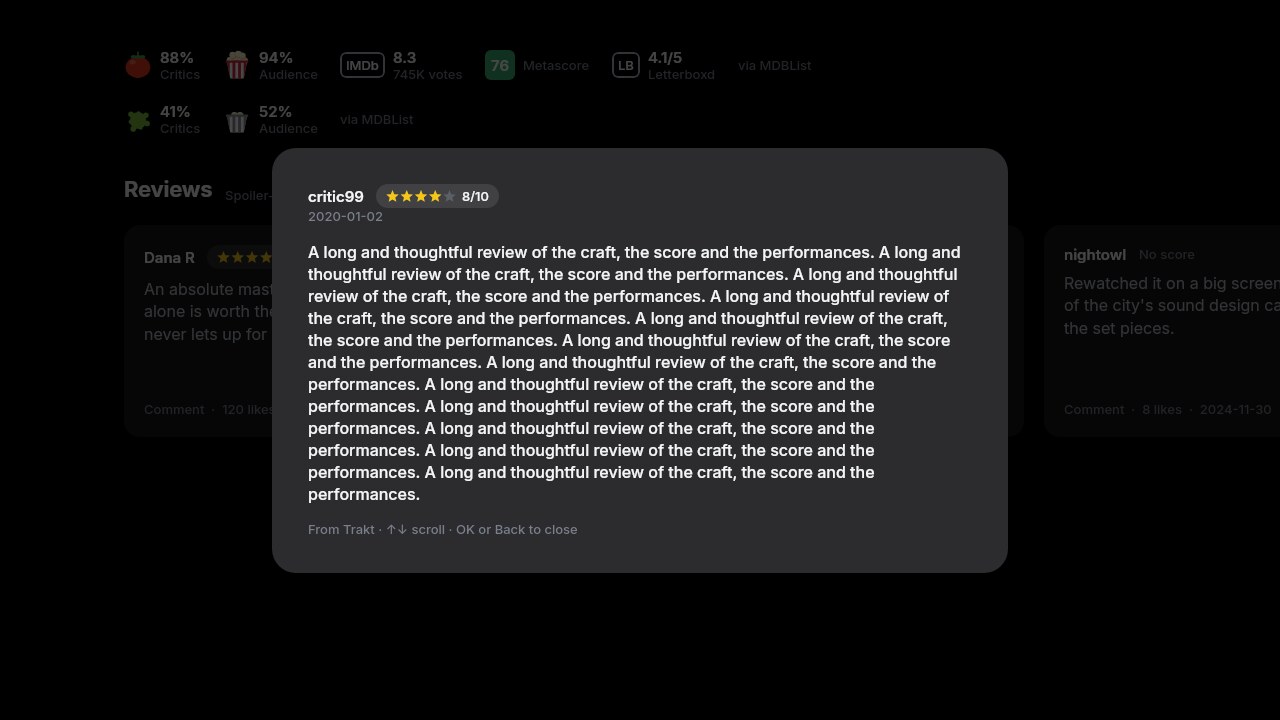 88% 94% IMDb 8.3 76 Metascore LB 4.1/5 via MDBList
Critics Audience 745K votes Letterboxd
41% 52% via MDBList
Critics Audience
Reviews Spoiler-
critic99 8/10
2020-01-02
A long and thoughtful review of the craft, the score and the performances. A long and
thoughtful review of the craft, the score and the performances. A long and thoughtful
review of the craft, the score and the performances. A long and thoughtful review of
the craft, the score and the performances. A long and thoughtful review of the craft,
the score and the performances. A long and thoughtful review of the craft, the score
and the performances. A long and thoughtful review of the craft, the score and the
performances. A long and thoughtful review of the craft, the score and the
performances. A long and thoughtful review of the craft, the score and the
performances. A long and thoughtful review of the craft, the score and the
performances. A long and thoughtful review of the craft, the score and the
performances. A long and thoughtful review of the craft, the score and the
performances.
From Trakt · ↑↓ scroll · OK or Back to close
Dana R
An absolute mast
alone is worth the
never lets up for
Comment · 120 likes
nightowl No score
Rewatched it on a big screen
of the city's sound design ca
the set pieces.
Comment · 8 likes · 2024-11-30